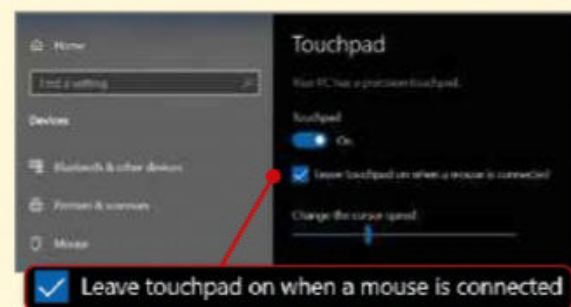 Home
Touchpad
Find a setting
Your PC has a precision touchpad.
Devices
Touchpad
On
Bluetooth & other devices
Leave touchpad on when a mouse is connected
Printers & scanners
Change the cursor speed
Mouse
Leave touchpad on when a mouse is connected